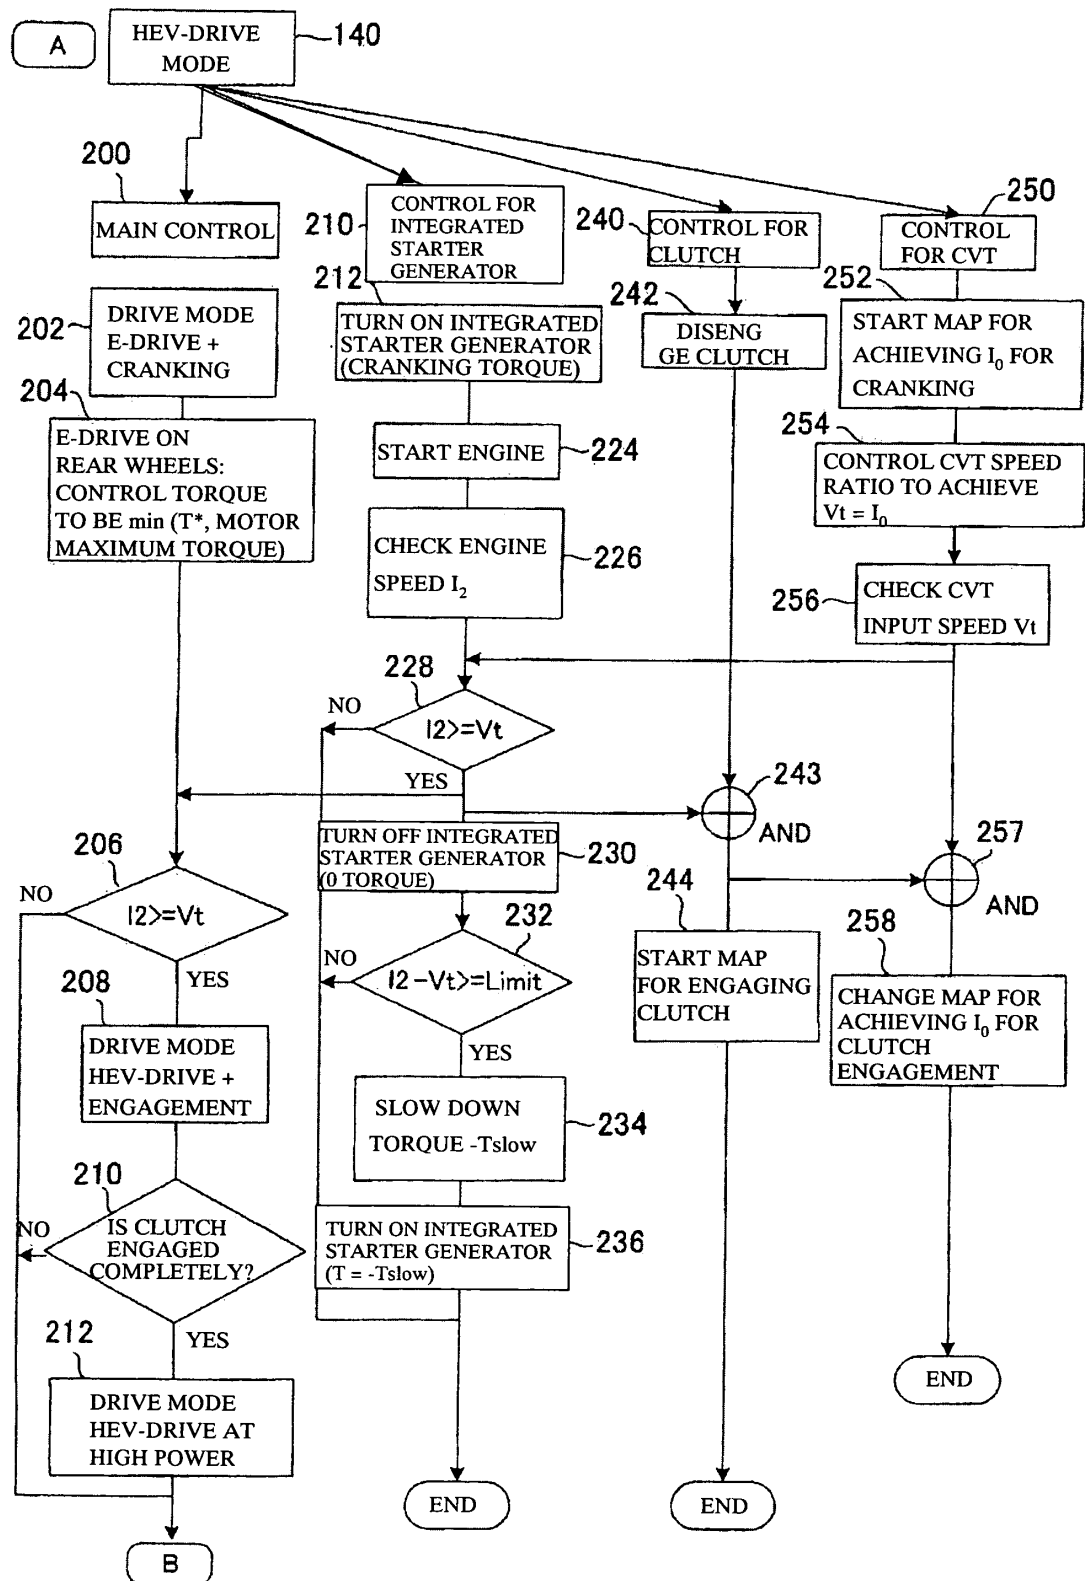 A
HEV-DRIVE
MODE
140
200
MAIN CONTROL
202
DRIVE MODE
E-DRIVE +
CRANKING
204
E-DRIVE ON
REAR WHEELS:
CONTROL TORQUE
TO BE min (T*, MOTOR
MAXIMUM TORQUE)
206
NO
I2>=Vt
YES
208
DRIVE MODE
HEV-DRIVE +
ENGAGEMENT
210
NO
IS CLUTCH
ENGAGED
COMPLETELY?
YES
212
DRIVE MODE
HEV-DRIVE AT
HIGH POWER
B
210
CONTROL FOR
INTEGRATED
STARTER
GENERATOR
212
TURN ON INTEGRATED
STARTER GENERATOR
(CRANKING TORQUE)
START ENGINE
224
CHECK ENGINE
SPEED I2
226
228
NO
I2>=Vt
YES
TURN OFF INTEGRATED
STARTER GENERATOR
(0 TORQUE)
230
232
NO
I2-Vt>=Limit
YES
SLOW DOWN
TORQUE -Tslow
234
TURN ON INTEGRATED
STARTER GENERATOR
(T = -Tslow)
236
END
240
CONTROL FOR
CLUTCH
242
DISENG
GE CLUTCH
243
AND
244
START MAP
FOR ENGAGING
CLUTCH
END
250
CONTROL
FOR CVT
252
START MAP FOR
ACHIEVING I0 FOR
CRANKING
254
CONTROL CVT SPEED
RATIO TO ACHIEVE
Vt = I0
256
CHECK CVT
INPUT SPEED Vt
257
AND
258
CHANGE MAP FOR
ACHIEVING I0 FOR
CLUTCH
ENGAGEMENT
END